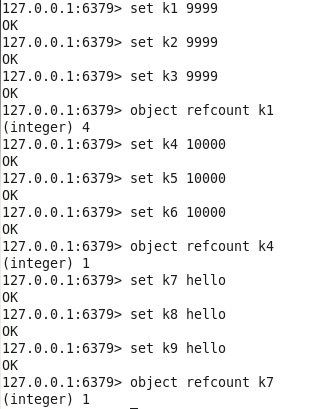 127.0.0.1:6379> set k1 9999
OK
127.0.0.1:6379> set k2 9999
OK
127.0.0.1:6379> set k3 9999
OK
127.0.0.1:6379> object refcount k1
(integer) 4
127.0.0.1:6379> set k4 10000
OK
127.0.0.1:6379> set k5 10000
OK
127.0.0.1:6379> set k6 10000
OK
127.0.0.1:6379> object refcount k4
(integer) 1
127.0.0.1:6379> set k7 hello
OK
127.0.0.1:6379> set k8 hello
OK
127.0.0.1:6379> set k9 hello
OK
127.0.0.1:6379> object refcount k7
(integer) 1